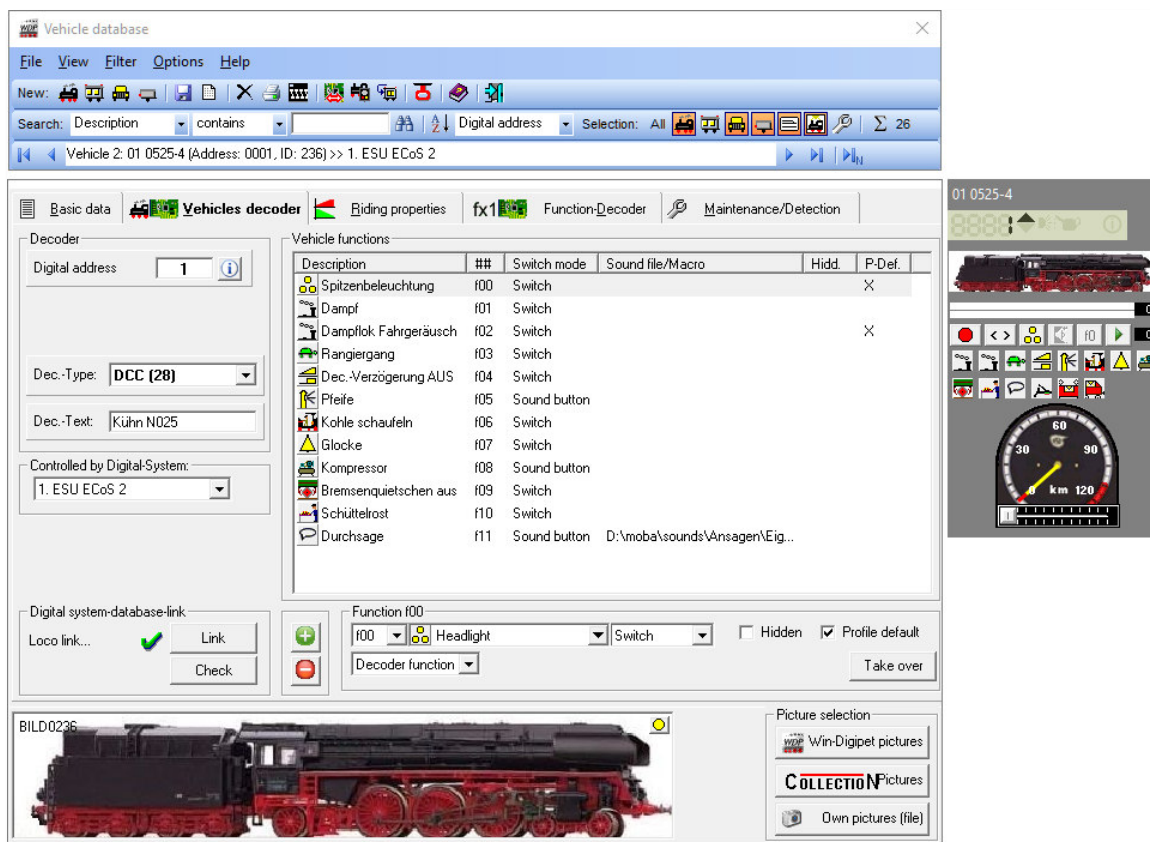 WDP Vehicle database
File View Filter Options Help
New:
Search: Description contains Digital address Selection: All Σ 26
Vehicle 2: 01 0525-4 (Address: 0001, ID: 236) >> 1. ESU ECoS 2
N
Basic data Vehicles decoder Riding properties fx1 Function-Decoder Maintenance/Detection
Decoder
Digital address 1
Dec.-Type: DCC (28)
Dec.-Text: Kühn N025
Controlled by Digital-System:
1. ESU ECoS 2
Vehicle functions
Description ## Switch mode Sound file/Macro Hidd. P-Def.
Spitzenbeleuchtung f00 Switch X
Dampf f01 Switch
Dampflok Fahrgeräusch f02 Switch X
Rangiergang f03 Switch
Dec.-Verzögerung AUS f04 Switch
Pfeife f05 Sound button
Kohle schaufeln f06 Switch
Glocke f07 Switch
Kompressor f08 Sound button
Bremsenquietschen aus f09 Switch
Schüttelrost f10 Switch
Durchsage f11 Sound button D:\moba\sounds\Ansagen\Eig...
Digital system-database-link
Loco link... Link
Check
Function f00
f00 Headlight Switch Hidden Profile default
Decoder function Take over
BILD0236
Picture selection
WDP Win-Digipet pictures
COLLECTION Pictures
Own pictures (file)
01 0525-4
1
< > f0
60
30 90
0 km 120